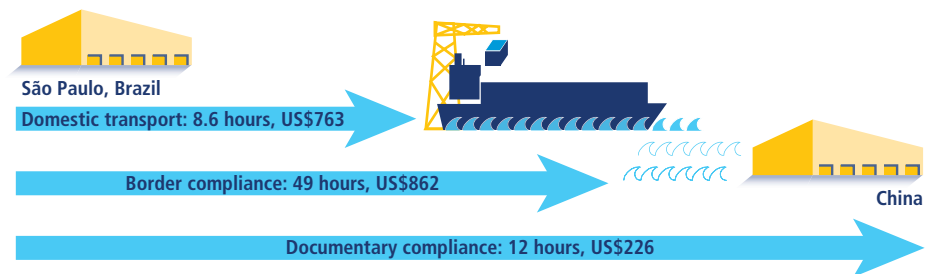 São Paulo, Brazil
Domestic transport: 8.6 hours, US$763
Border compliance: 49 hours, US$862
China
Documentary compliance: 12 hours, US$226